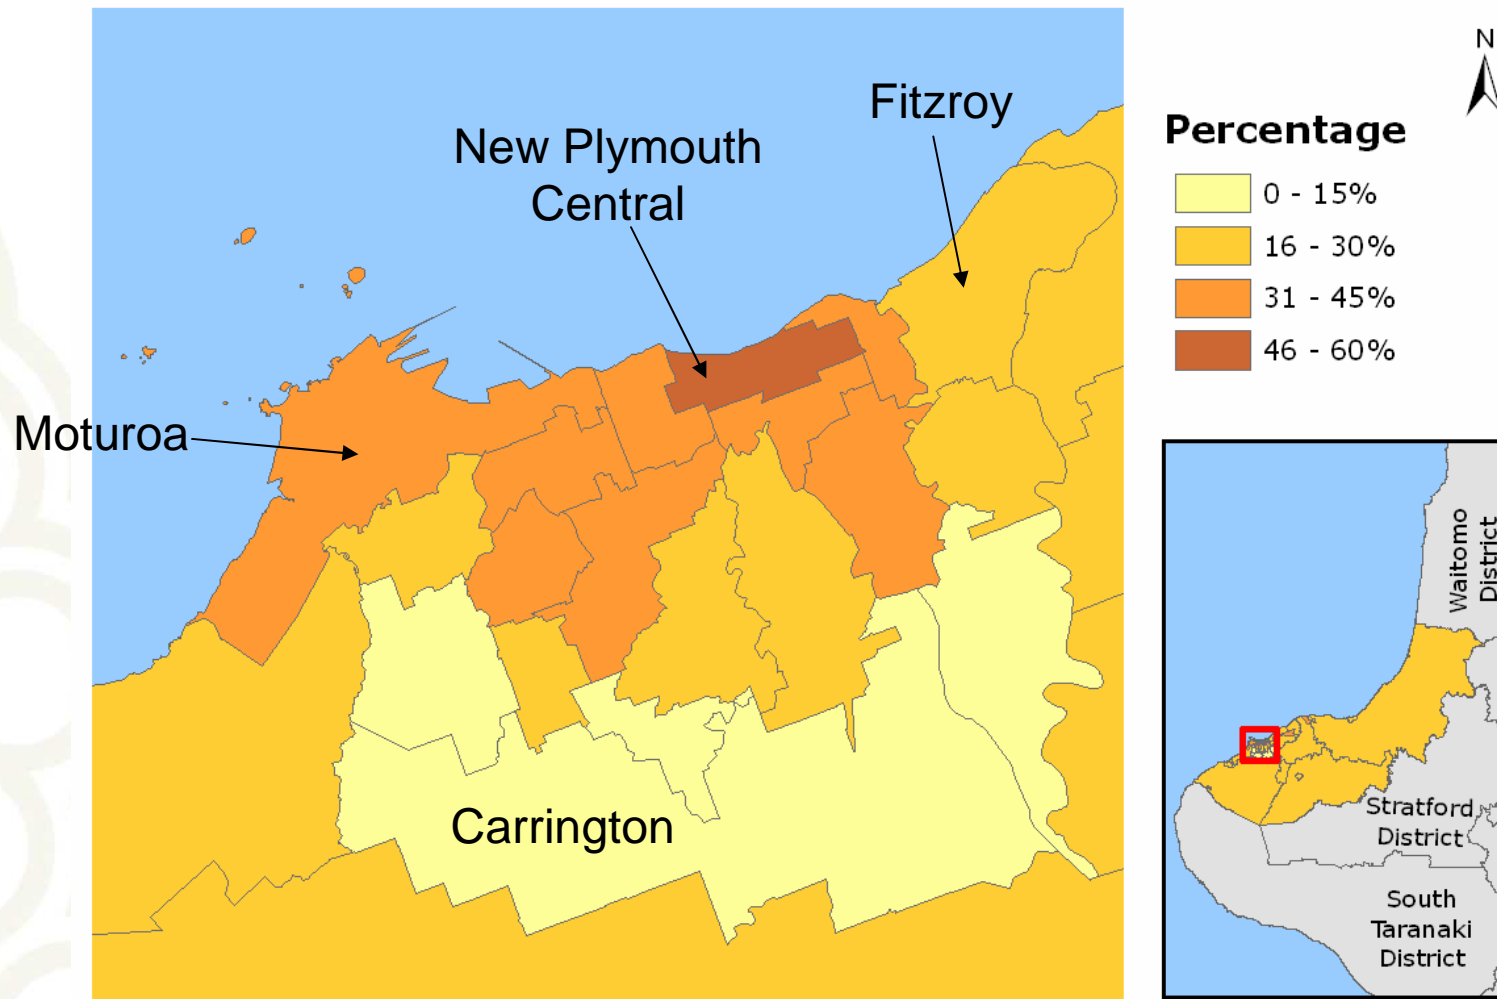 New Plymouth
Central
Fitzroy
Moturoa
Carrington
N
Percentage
0 - 15%
16 - 30%
31 - 45%
46 - 60%
Waitomo
District
Stratford
District
South
Taranaki
District